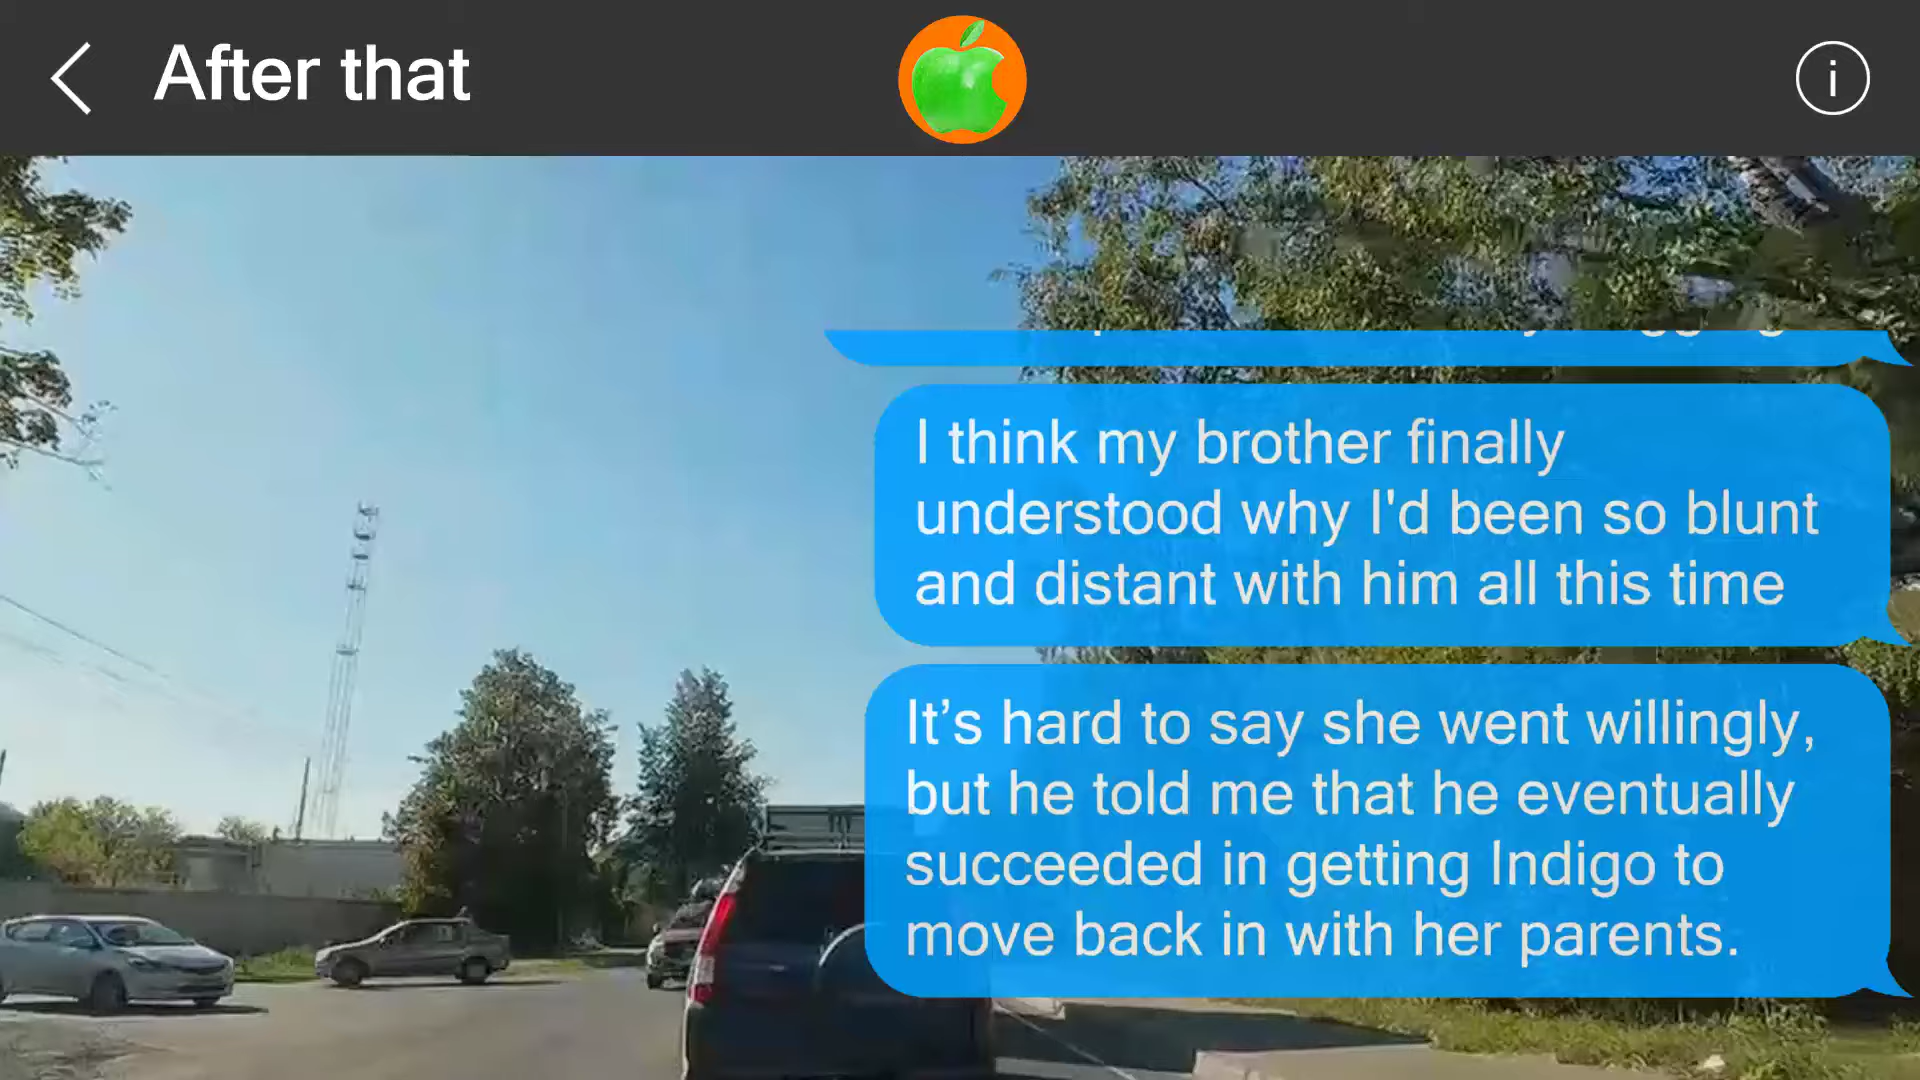 After that
I think my brother finally
understood why I'd been so blunt
and distant with him all this time
It’s hard to say she went willingly,
but he told me that he eventually
succeeded in getting Indigo to
move back in with her parents.